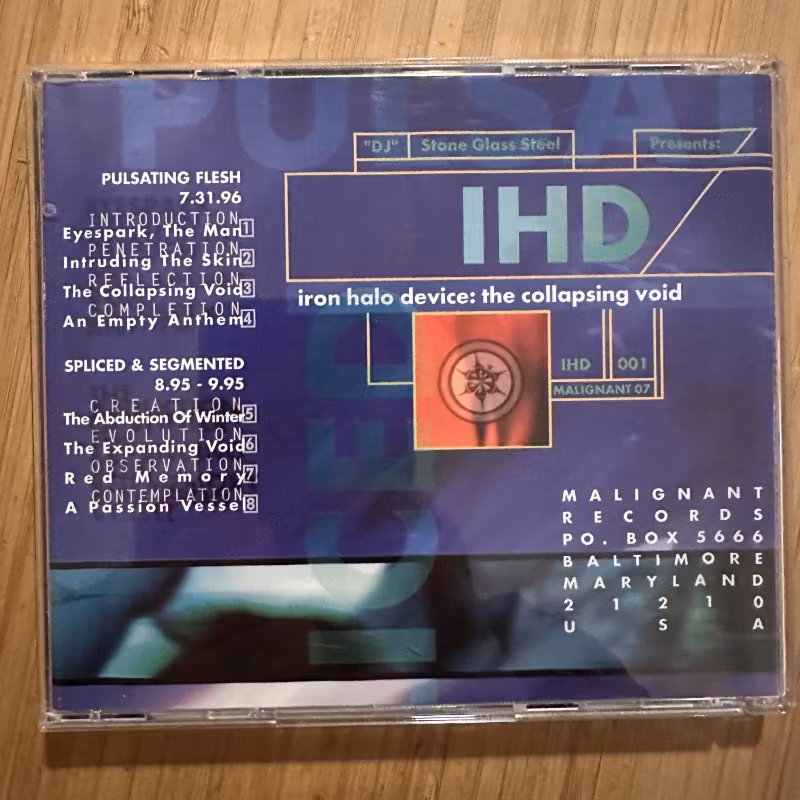 PULSAT
"DJ" Stone Glass Steel Presents:
IHD
iron halo device: the collapsing void
IHD 001
MALIGNANT 07
PULSATING FLESH
7.31.96
INTRODUCTION
Eyespark, The Man 1
PENETRATION
Intruding The Skin 2
REFLECTION
The Collapsing Void 3
COMPLETION
An Empty Anthem 4
SPLICED & SEGMENTED
8.95 - 9.95
CREATION
The Abduction Of Winter 5
EVOLUTION
The Expanding Void 6
OBSERVATION
Red Memory 7
CONTEMPLATION
A Passion Vessel 8
ICED
MALIGNANT
RECORDS
PO. BOX 5666
BALTIMORE
MARYLAND
21210
USA